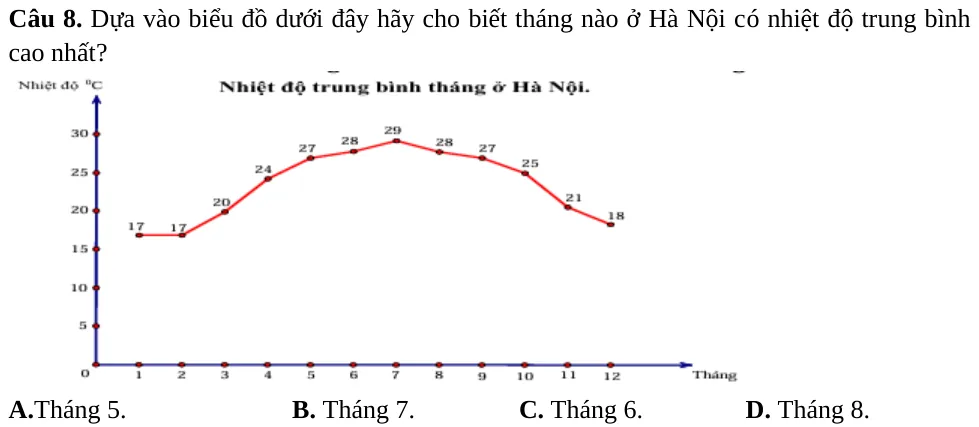 Câu 8. Dựa vào biểu đồ dưới đây hãy cho biết tháng nào ở Hà Nội có nhiệt độ trung bình
cao nhất?
Nhiệt độ ⁰C
Nhiệt độ trung bình tháng ở Hà Nội.
30
25
20
15
10
5
0
17 17 20 24 27 28 29 28 27 25 21 18
1 2 3 4 5 6 7 8 9 10 11 12 Tháng
A.Tháng 5. B. Tháng 7. C. Tháng 6. D. Tháng 8.